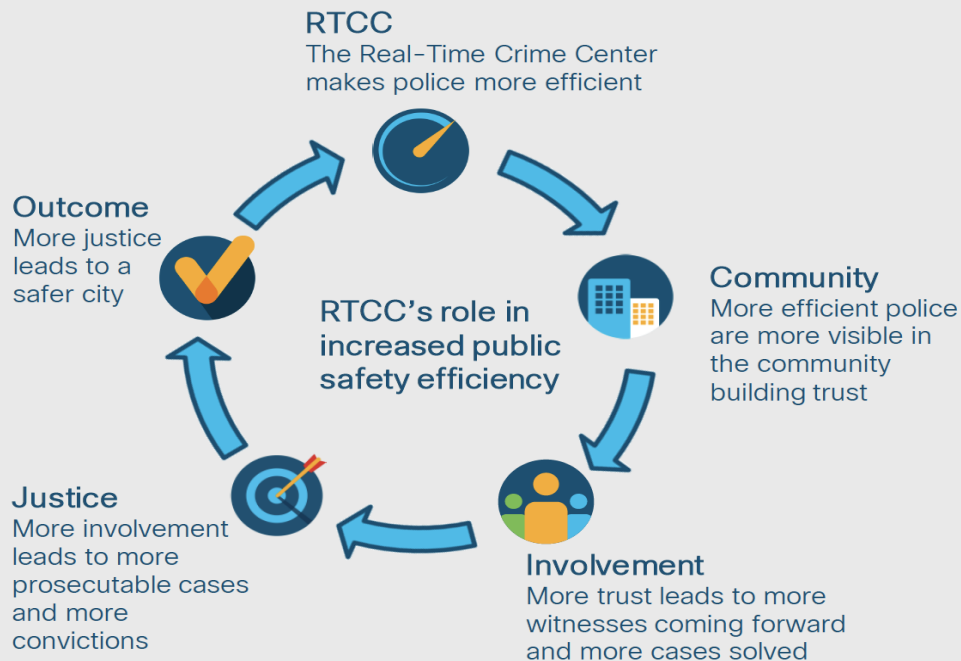 RTCC
The Real-Time Crime Center
makes police more efficient
Outcome
More justice
leads to a
safer city
RTCC's role in
increased public
safety efficiency
Community
More efficient police
are more visible in
the community
building trust
Justice
More involvement
leads to more
prosecutable cases
and more
convictions
Involvement
More trust leads to more
witnesses coming forward
and more cases solved